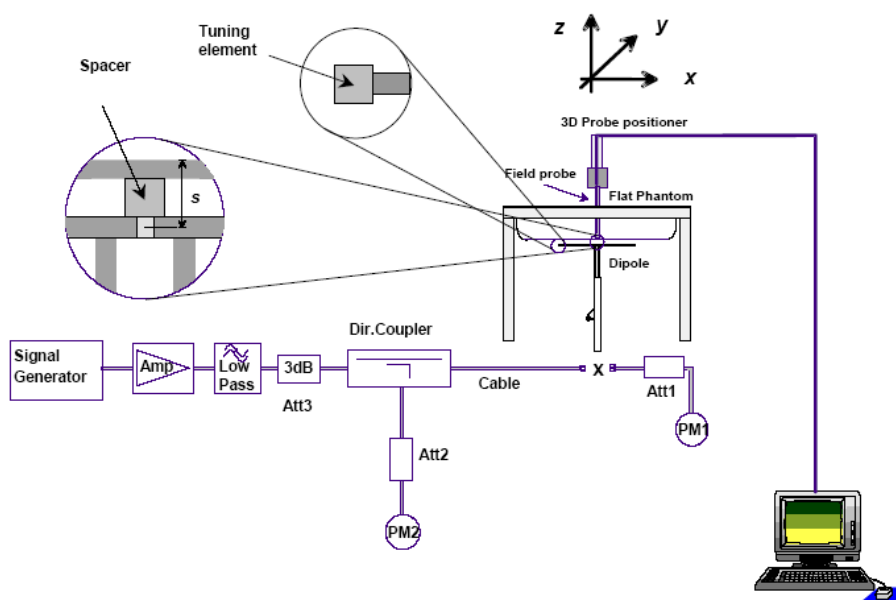 Tuning
element
Spacer
z
y
x
s
3D Probe positioner
Field probe
Flat Phantom
Dipole
Dir.Coupler
Signal
Generator
Amp
Low
Pass
3dB
Att3
Cable
X
Att1
PM1
Att2
PM2